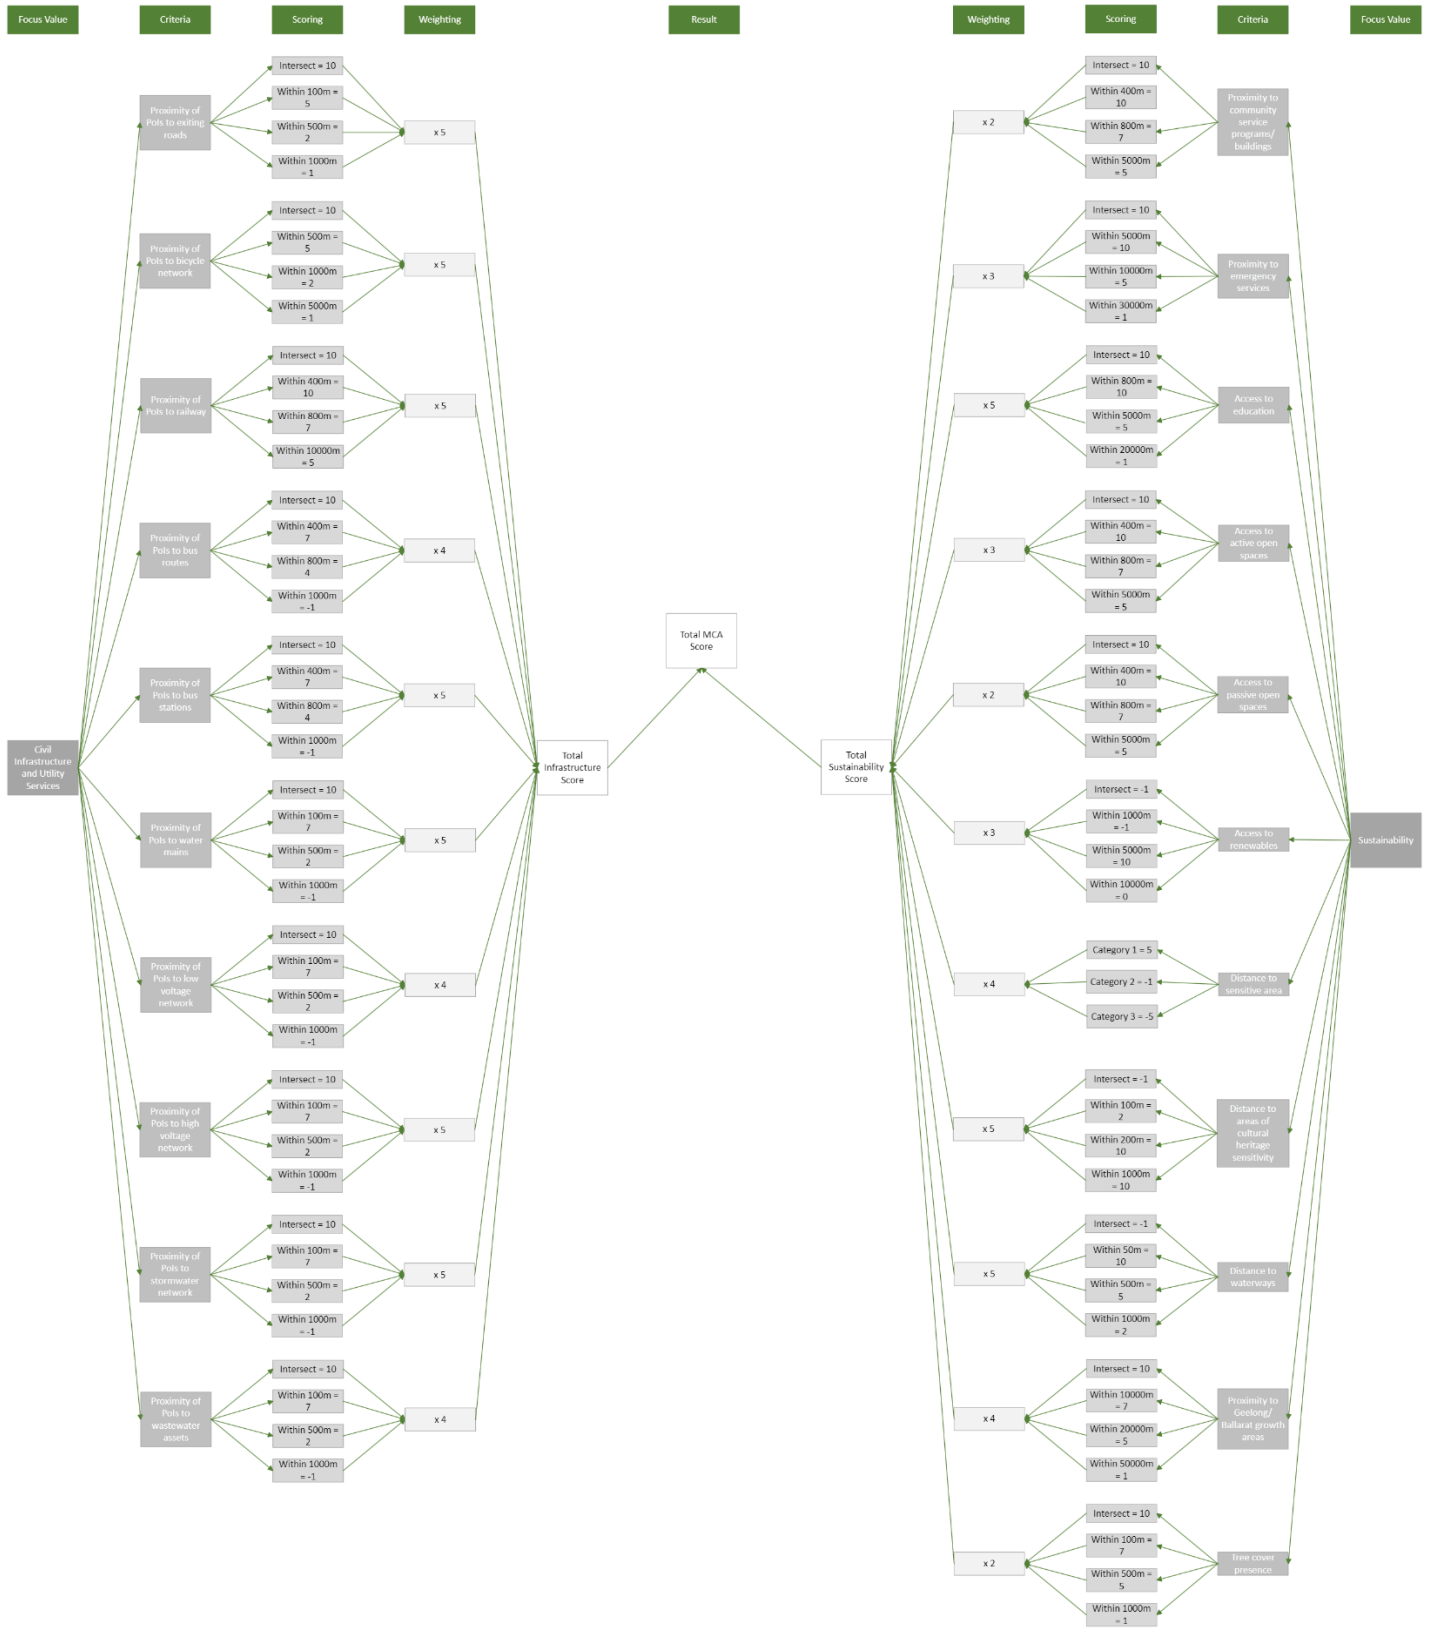 Focus Value
Criteria
Scoring
Weighting
Result
Weighting
Scoring
Criteria
Focus Value
Civil
Infrastructure
and Utility
Services
Proximity of
PoIs to exiting
roads
Intersect = 10
Within 100m =
5
Within 500m =
2
Within 1000m
= 1
x 5
Proximity of
PoIs to bicycle
network
Intersect = 10
Within 500m =
5
Within 1000m
= 2
Within 5000m
= 1
x 5
Proximity of
PoIs to railway
Intersect = 10
Within 400m =
10
Within 800m =
7
Within 10000m
= 5
x 5
Proximity of
PoIs to bus
routes
Intersect = 10
Within 400m =
7
Within 800m =
4
Within 1000m
= -1
x 4
Proximity of
PoIs to bus
stations
Intersect = 10
Within 400m =
7
Within 800m =
4
Within 1000m
= -1
x 5
Proximity of
PoIs to water
mains
Intersect = 10
Within 100m =
7
Within 500m =
2
Within 1000m
= -1
x 5
Proximity of
PoIs to low
voltage
network
Intersect = 10
Within 100m =
7
Within 500m =
2
Within 1000m
= -1
x 4
Proximity of
PoIs to high
voltage
network
Intersect = 10
Within 100m =
7
Within 500m =
2
Within 1000m
= -1
x 5
Proximity of
PoIs to
stormwater
network
Intersect = 10
Within 100m =
7
Within 500m =
2
Within 1000m
= -1
x 5
Proximity of
PoIs to
wastewater
assets
Intersect = 10
Within 100m =
7
Within 500m =
2
Within 1000m
= -1
x 4
Total
Infrastructure
Score
Total MCA
Score
Total
Sustainability
Score
x 2
Intersect = 10
Within 400m =
10
Within 800m =
7
Within 5000m
= 5
Proximity to
community
service
programs/
buildings
x 3
Intersect = 10
Within 5000m
= 10
Within 10000m
= 5
Within 30000m
= 1
Proximity to
emergency
services
x 5
Intersect = 10
Within 800m =
10
Within 5000m
= 5
Within 20000m
= 1
Access to
education
x 3
Intersect = 10
Within 400m =
10
Within 800m =
7
Within 5000m
= 5
Access to
active open
spaces
x 2
Intersect = 10
Within 400m =
10
Within 800m =
7
Within 5000m
= 5
Access to
passive open
spaces
x 3
Intersect = -1
Within 1000m
= -1
Within 5000m
= 10
Within 10000m
= 0
Access to
renewables
x 4
Category 1 = 5
Category 2 = -1
Category 3 = -5
Distance to
sensitive area
x 5
Intersect = -1
Within 100m =
2
Within 200m =
10
Within 1000m
= 10
Distance to
areas of
cultural
heritage
sensitivity
x 5
Intersect = -1
Within 50m =
10
Within 500m =
5
Within 1000m
= 2
Distance to
waterways
x 4
Intersect = 10
Within 10000m
= 7
Within 20000m
= 5
Within 50000m
= 1
Proximity to
Geelong/
Ballarat growth
areas
x 2
Intersect = 10
Within 100m =
7
Within 500m =
5
Within 1000m
= 1
Tree cover
presence
Sustainability